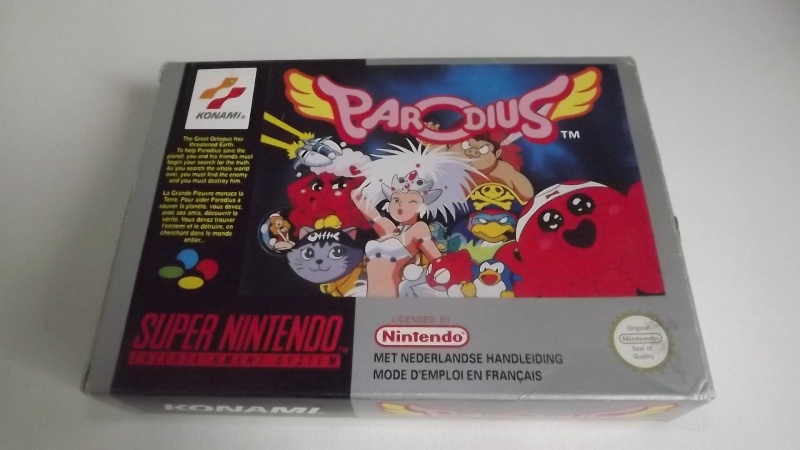 KONAMI®
PARODIUS ™
The Great Octopus has
threatened Earth.
To help Parodius save the
planet, you and his friends must
begin your search for the truth.
As you search the whole world
over, you must find the enemy
and you must destroy him.
La Grande Pieuvre menace la
Terre. Pour aider Parodius à
sauver la planète, vous devez,
avec ses amis, découvrir la
vérité. Vous devez trouver
l'ennemi et le détruire, en
cherchant dans le monde
entier...
SUPER NINTENDO™
ENTERTAINMENT SYSTEM
LICENSED BY
Nintendo®
MET NEDERLANDSE HANDLEIDING
MODE D'EMPLOI EN FRANÇAIS
Original
Nintendo
Seal of
Quality
KONAMI.
PARODIUS